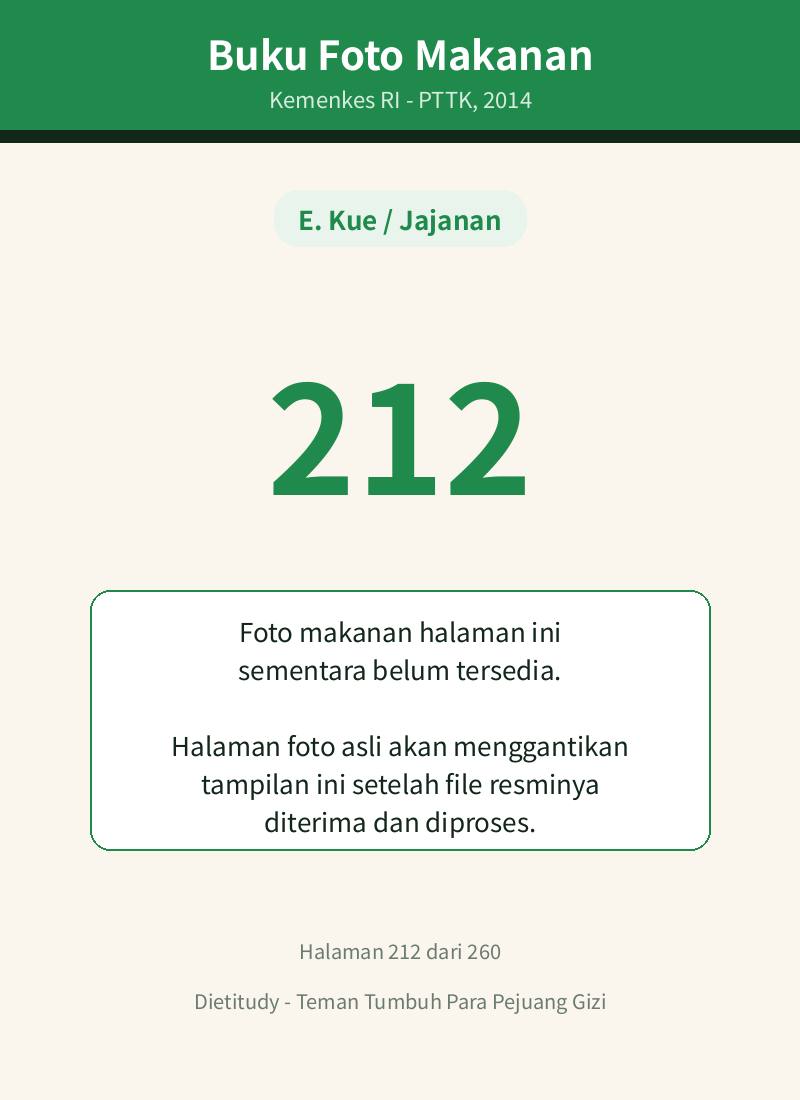 Buku Foto Makanan
Kemenkes RI - PTTK, 2014
E. Kue / Jajanan
212
Foto makanan halaman ini
sementara belum tersedia.
Halaman foto asli akan menggantikan
tampilan ini setelah file resminya
diterima dan diproses.
Halaman 212 dari 260
Dietitudy - Teman Tumbuh Para Pejuang Gizi